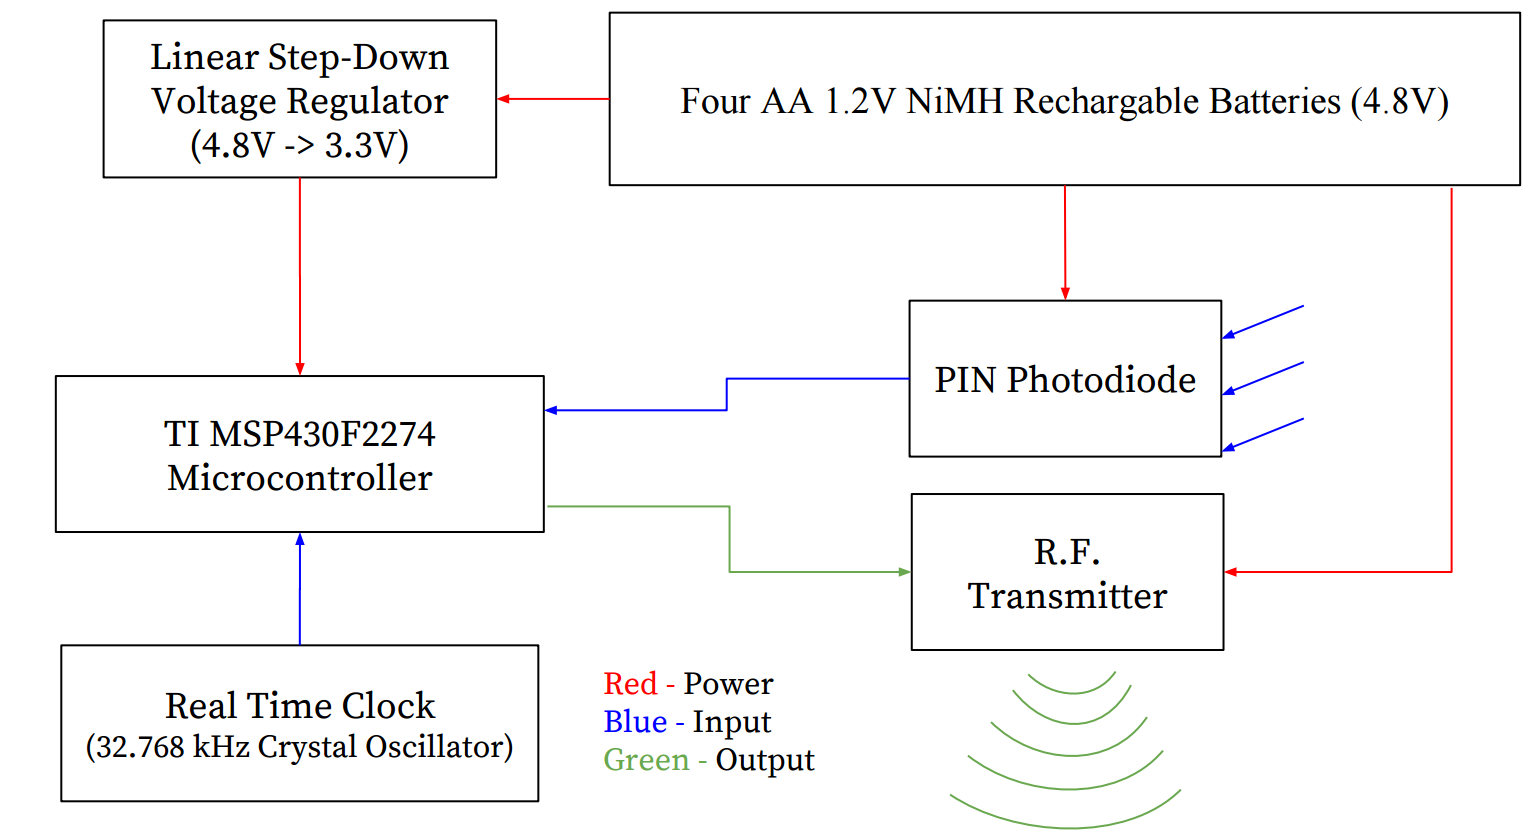 Linear Step-Down
Voltage Regulator
(4.8V -> 3.3V)
Four AA 1.2V NiMH Rechargable Batteries (4.8V)
PIN Photodiode
TI MSP430F2274
Microcontroller
R.F.
Transmitter
Real Time Clock
(32.768 kHz Crystal Oscillator)
Red - Power
Blue - Input
Green - Output